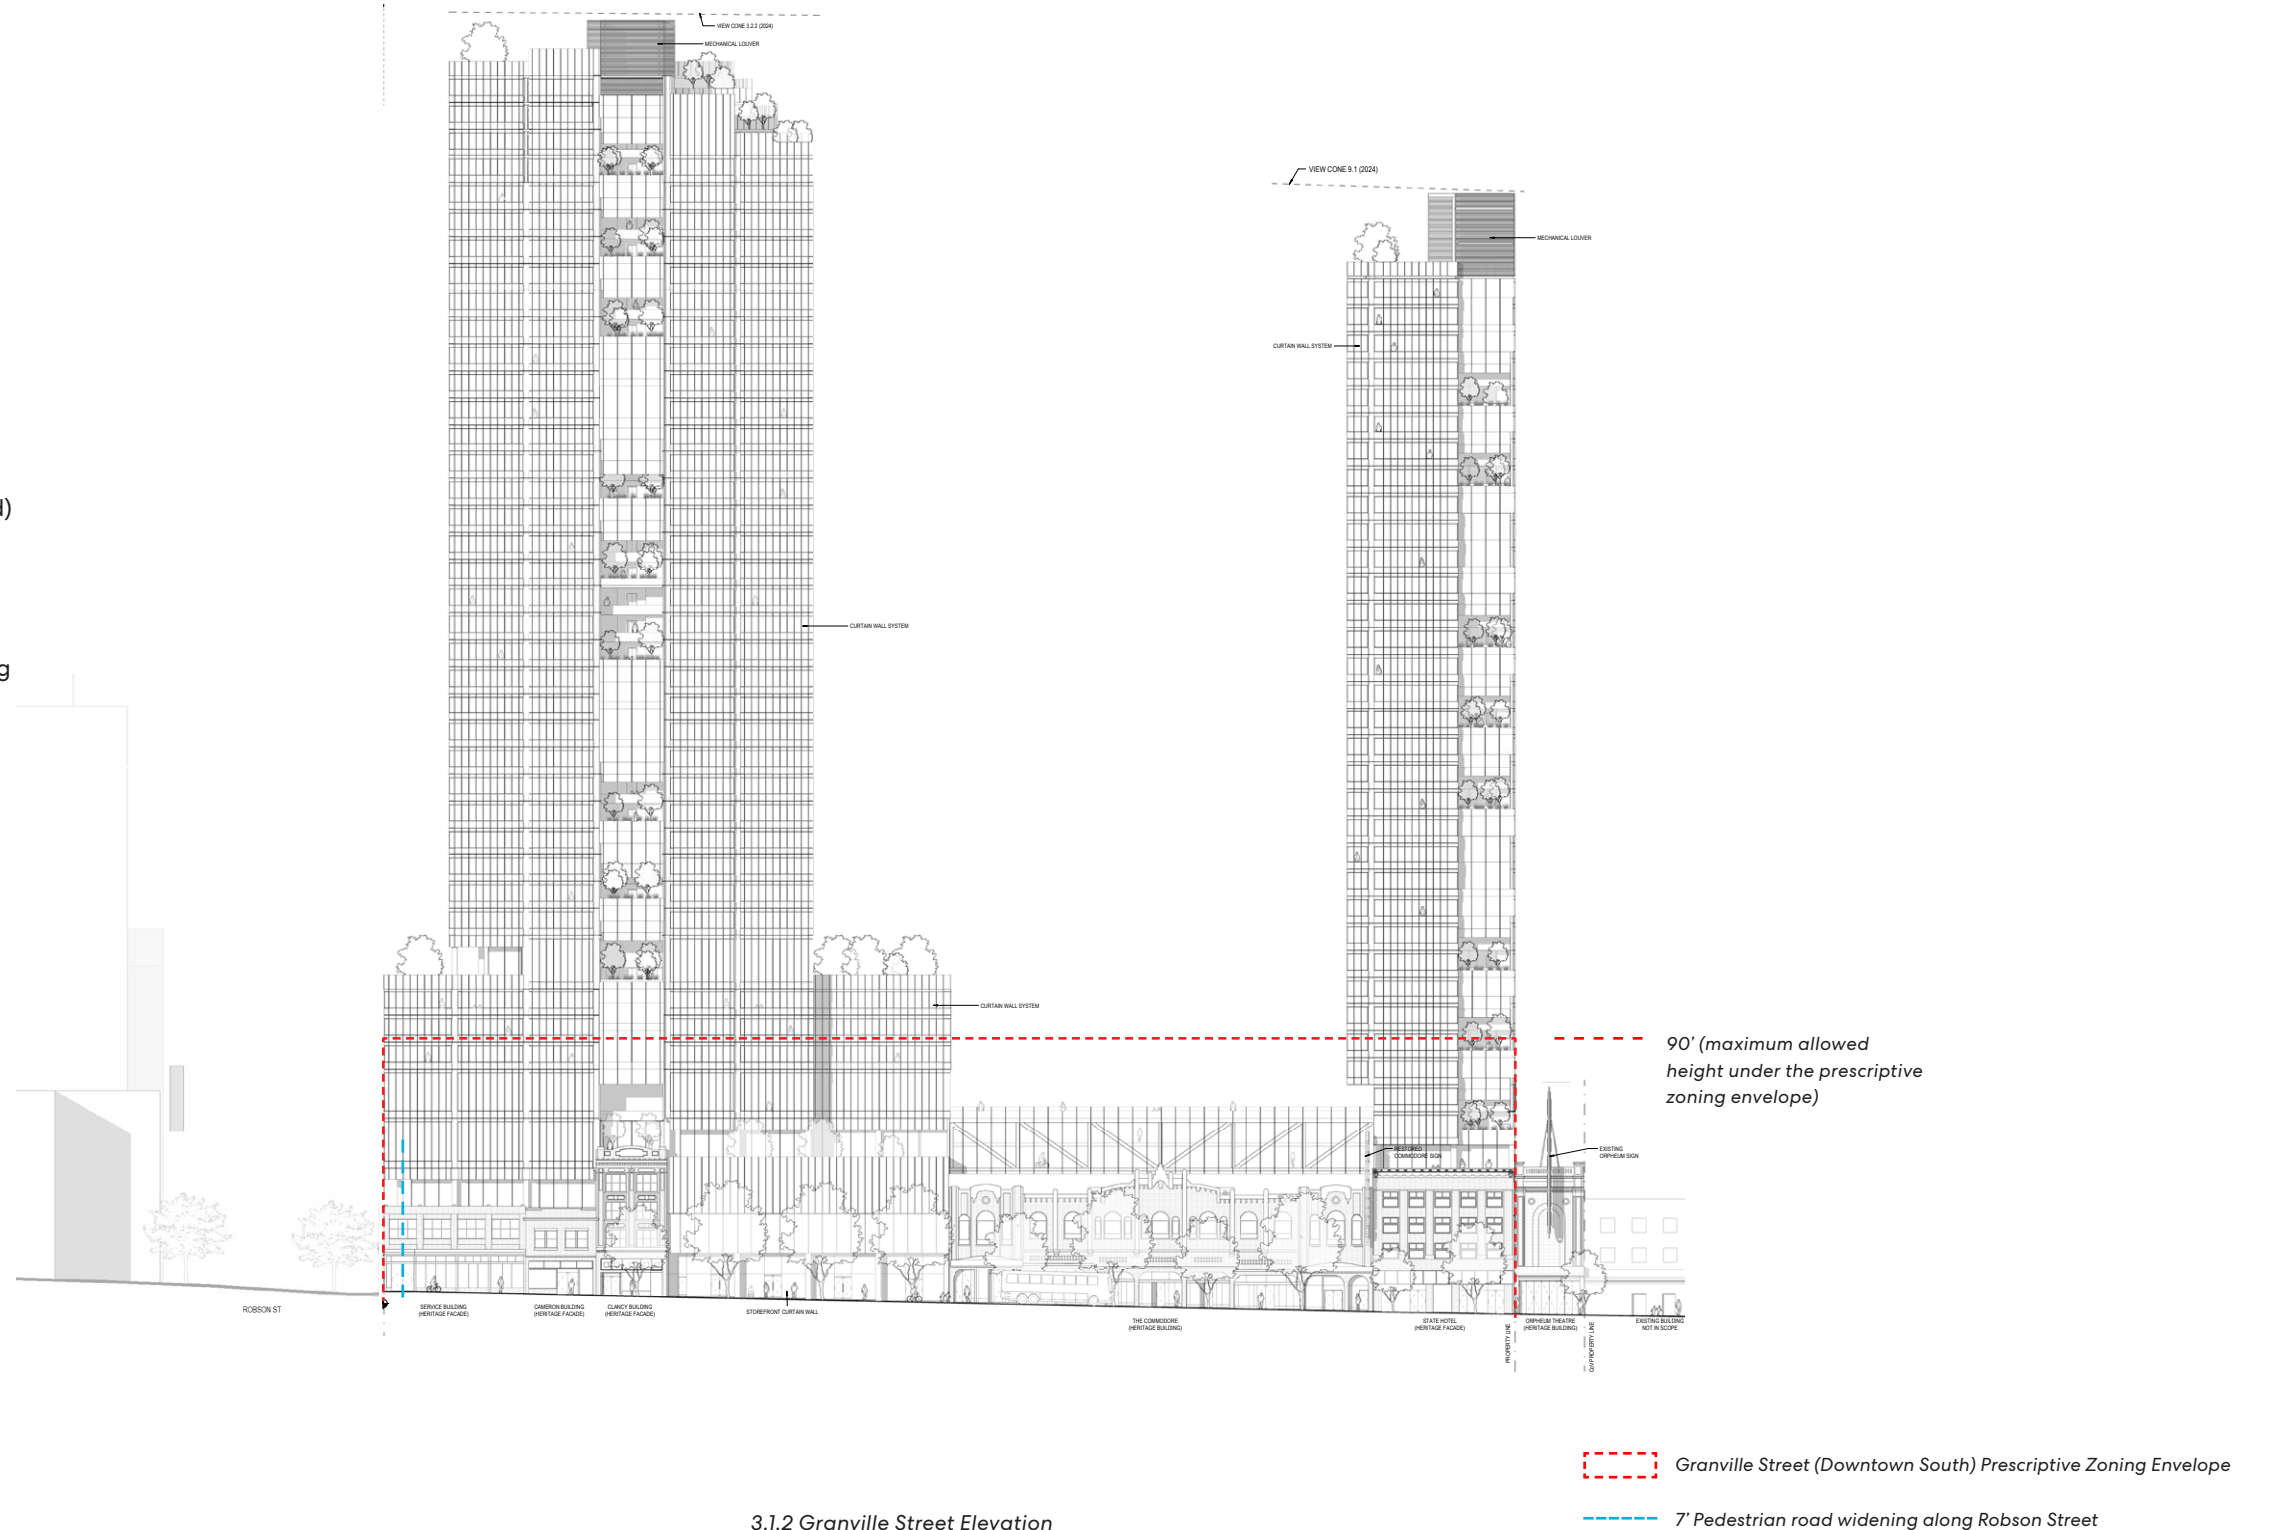 VIEW CONE 3.2.2 (2024)
MECHANICAL LOUVER
VIEW CONE 9.1 (2024)
MECHANICAL LOUVER
CURTAIN WALL SYSTEM
d)
CURTAIN WALL SYSTEM
g
CURTAIN WALL SYSTEM
90' (maximum allowed
height under the prescriptive
zoning envelope)
RESTORED
COMMODORE SIGN
EXISTING
ORPHEUM SIGN
ROBSON ST
SERVICE BUILDING
(HERITAGE FACADE)
CAMERON BUILDING
(HERITAGE FACADE)
CLANCY BUILDING
(HERITAGE FACADE)
STOREFRONT CURTAIN WALL
THE COMMODORE
(HERITAGE BUILDING)
STATE HOTEL
(HERITAGE FACADE)
PROPERTY LINE
ORPHEUM THEATRE
(HERITAGE BUILDING)
CoV PROPERTY LINE
EXISTING BUILDING
NOT IN SCOPE
Granville Street (Downtown South) Prescriptive Zoning Envelope
7' Pedestrian road widening along Robson Street
3.1.2 Granville Street Elevation